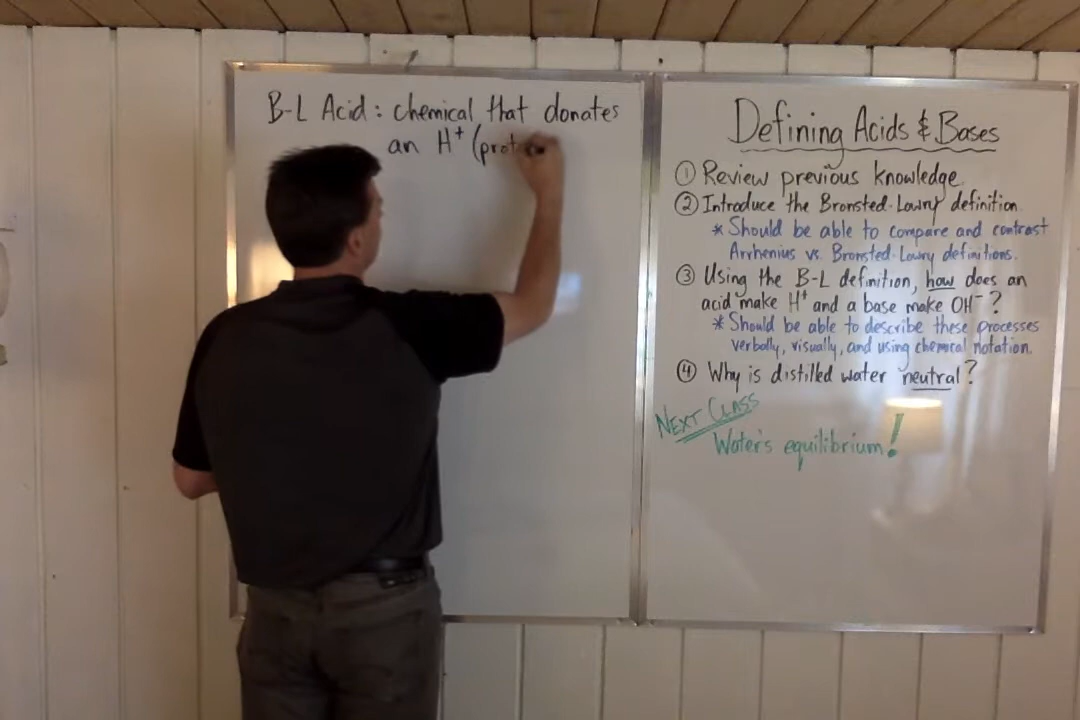 B-L Acid: chemical that donates
an H⁺ (proto
Defining Acids & Bases
① Review previous knowledge
② Introduce the Bronsted-Lowry definition.
* Should be able to compare and contrast
Arrhenius vs. Bronsted-Lowry definitions.
③ Using the B-L definition, how does an
acid make H⁺ and a base make OH⁻?
* Should be able to describe these processes
verbally, visually, and using chemical notation.
④ Why is distilled water neutral?
NEXT CLASS
Water's equilibrium!